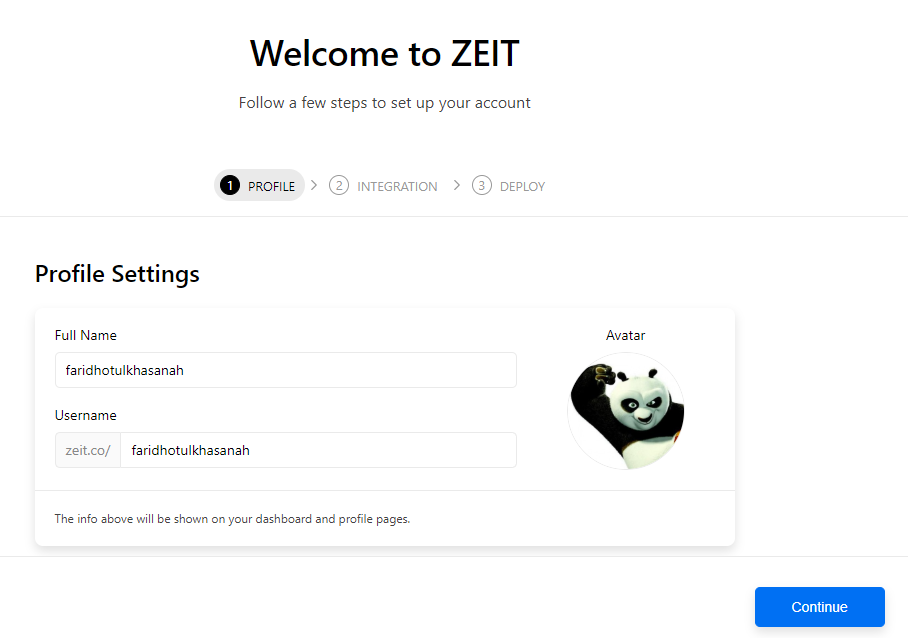 Welcome to ZEIT
Follow a few steps to set up your account
1 PROFILE > 2 INTEGRATION > 3 DEPLOY
Profile Settings
Full Name
faridhotulkhasanah
Avatar
Username
zeit.co/ faridhotulkhasanah
The info above will be shown on your dashboard and profile pages.
Continue